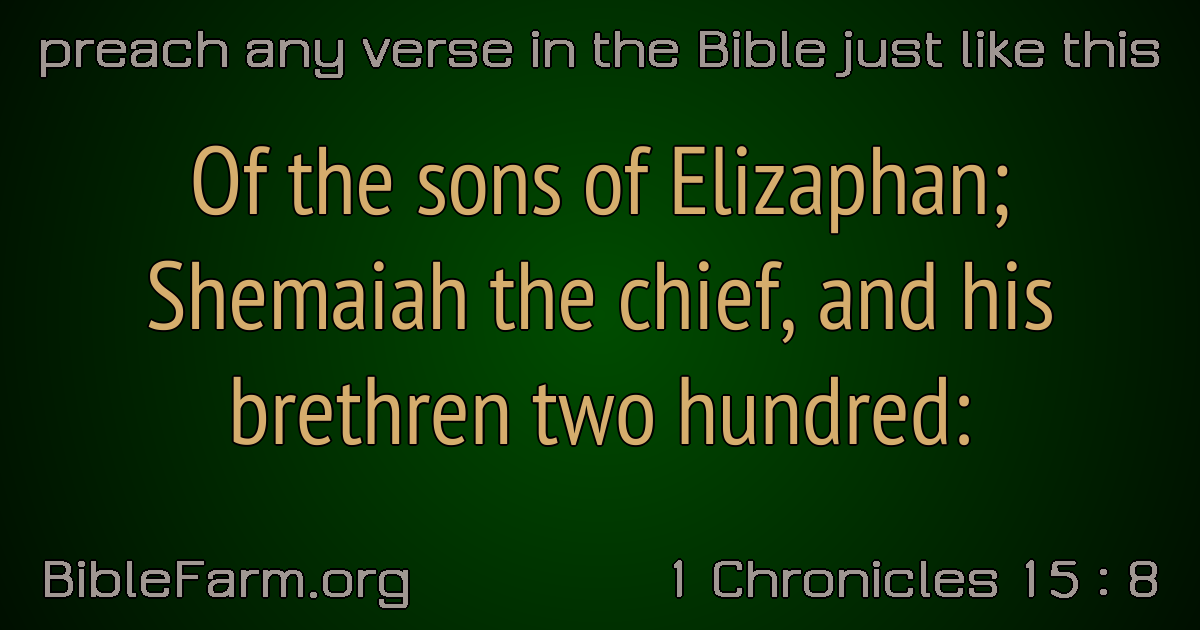 preach any verse in the Bible just like this
Of the sons of Elizaphan;
Shemaiah the chief, and his
brethren two hundred:
BibleFarm.org
1 Chronicles 15 : 8